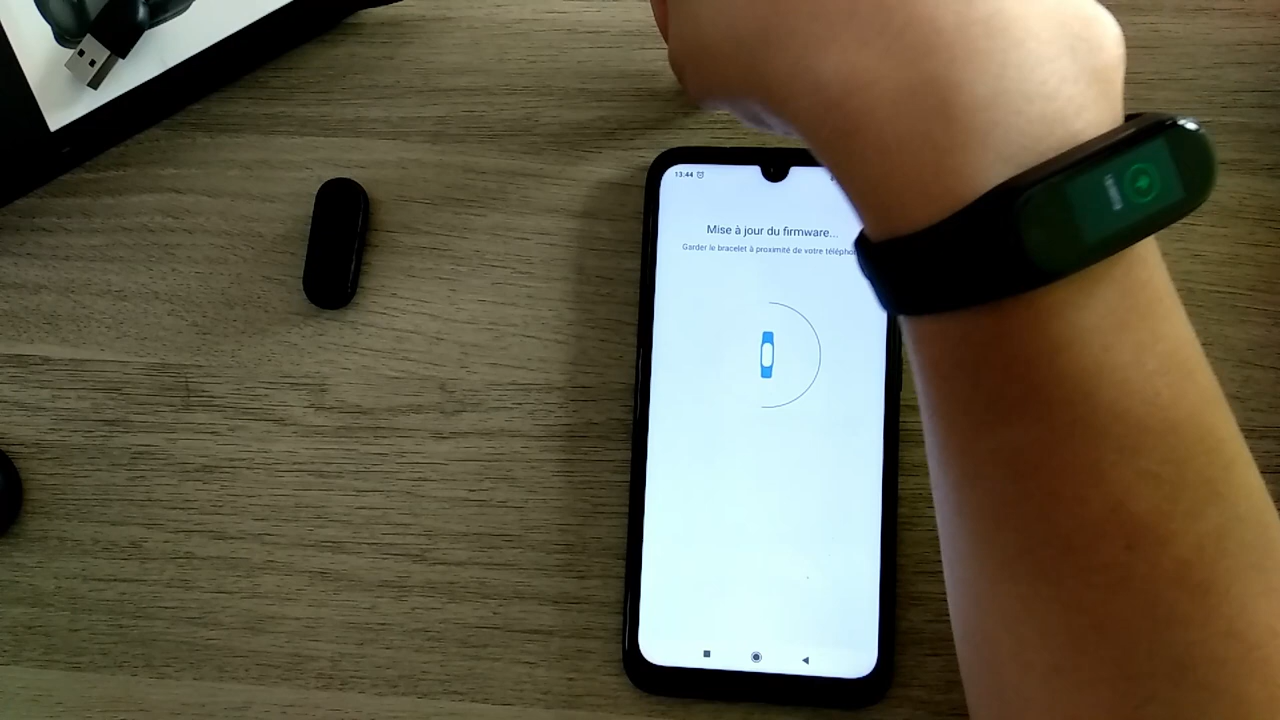 13:44
Mise à jour du firmware...
Garder le bracelet à proximité de votre télépho